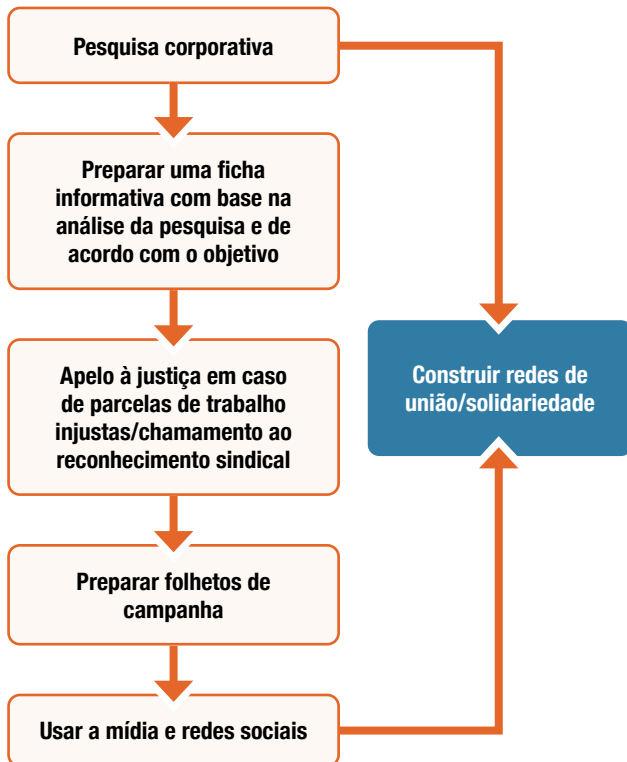 Pesquisa corporativa
Preparar uma ficha
informativa com base na
análise da pesquisa e de
acordo com o objetivo
Apelo à justiça em caso
de parcelas de trabalho
injustas/chamamento ao
reconhecimento sindical
Construir redes de
união/solidariedade
Preparar folhetos de
campanha
Usar a mídia e redes sociais